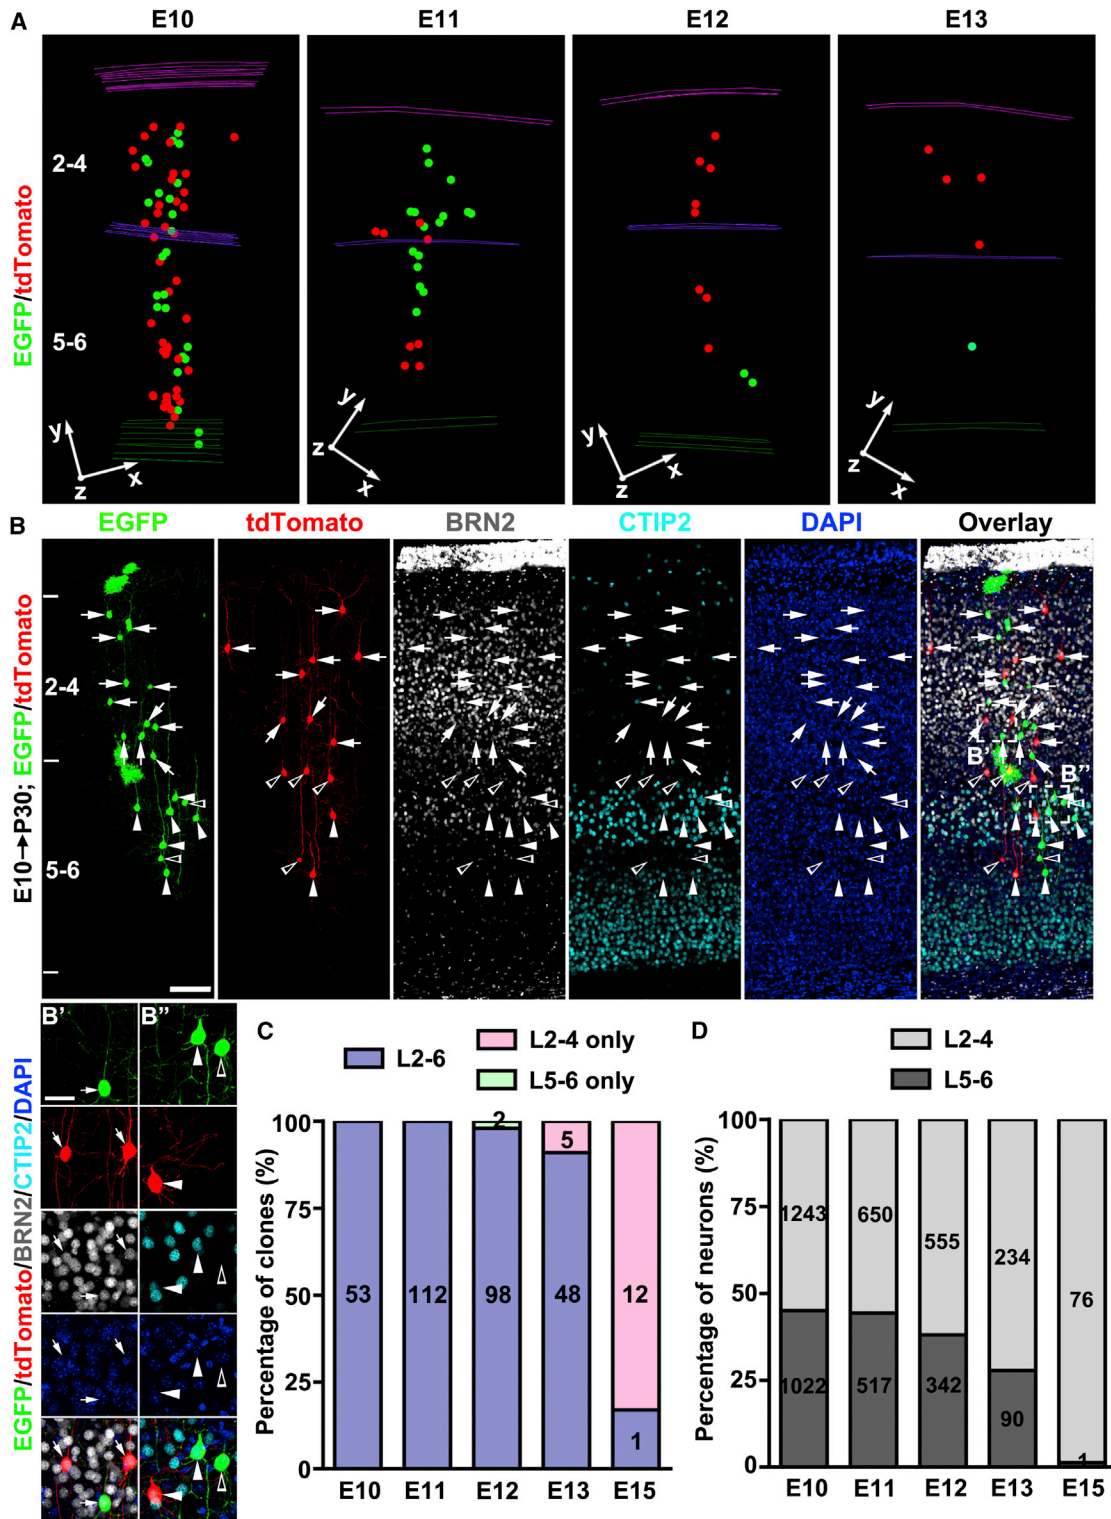 A
E10
E11
E12
E13
EGFP/tdTomato
2-4
5-6
y
z
x
y
z
x
y
z
x
y
z
x
B
EGFP
tdTomato
BRN2
CTIP2
DAPI
Overlay
E10→P30; EGFP/tdTomato
2-4
5-6
B'
B"
B'
B"
EGFP/tdTomato/BRN2/CTIP2/DAPI
C
L2-6
L2-4 only
L5-6 only
Percentage of clones (%)
100
75
50
25
0
2
5
53
112
98
48
12
1
E10
E11
E12
E13
E15
D
L2-4
L5-6
Percentage of neurons (%)
100
75
50
25
0
1243
650
555
234
76
1022
517
342
90
1
E10
E11
E12
E13
E15